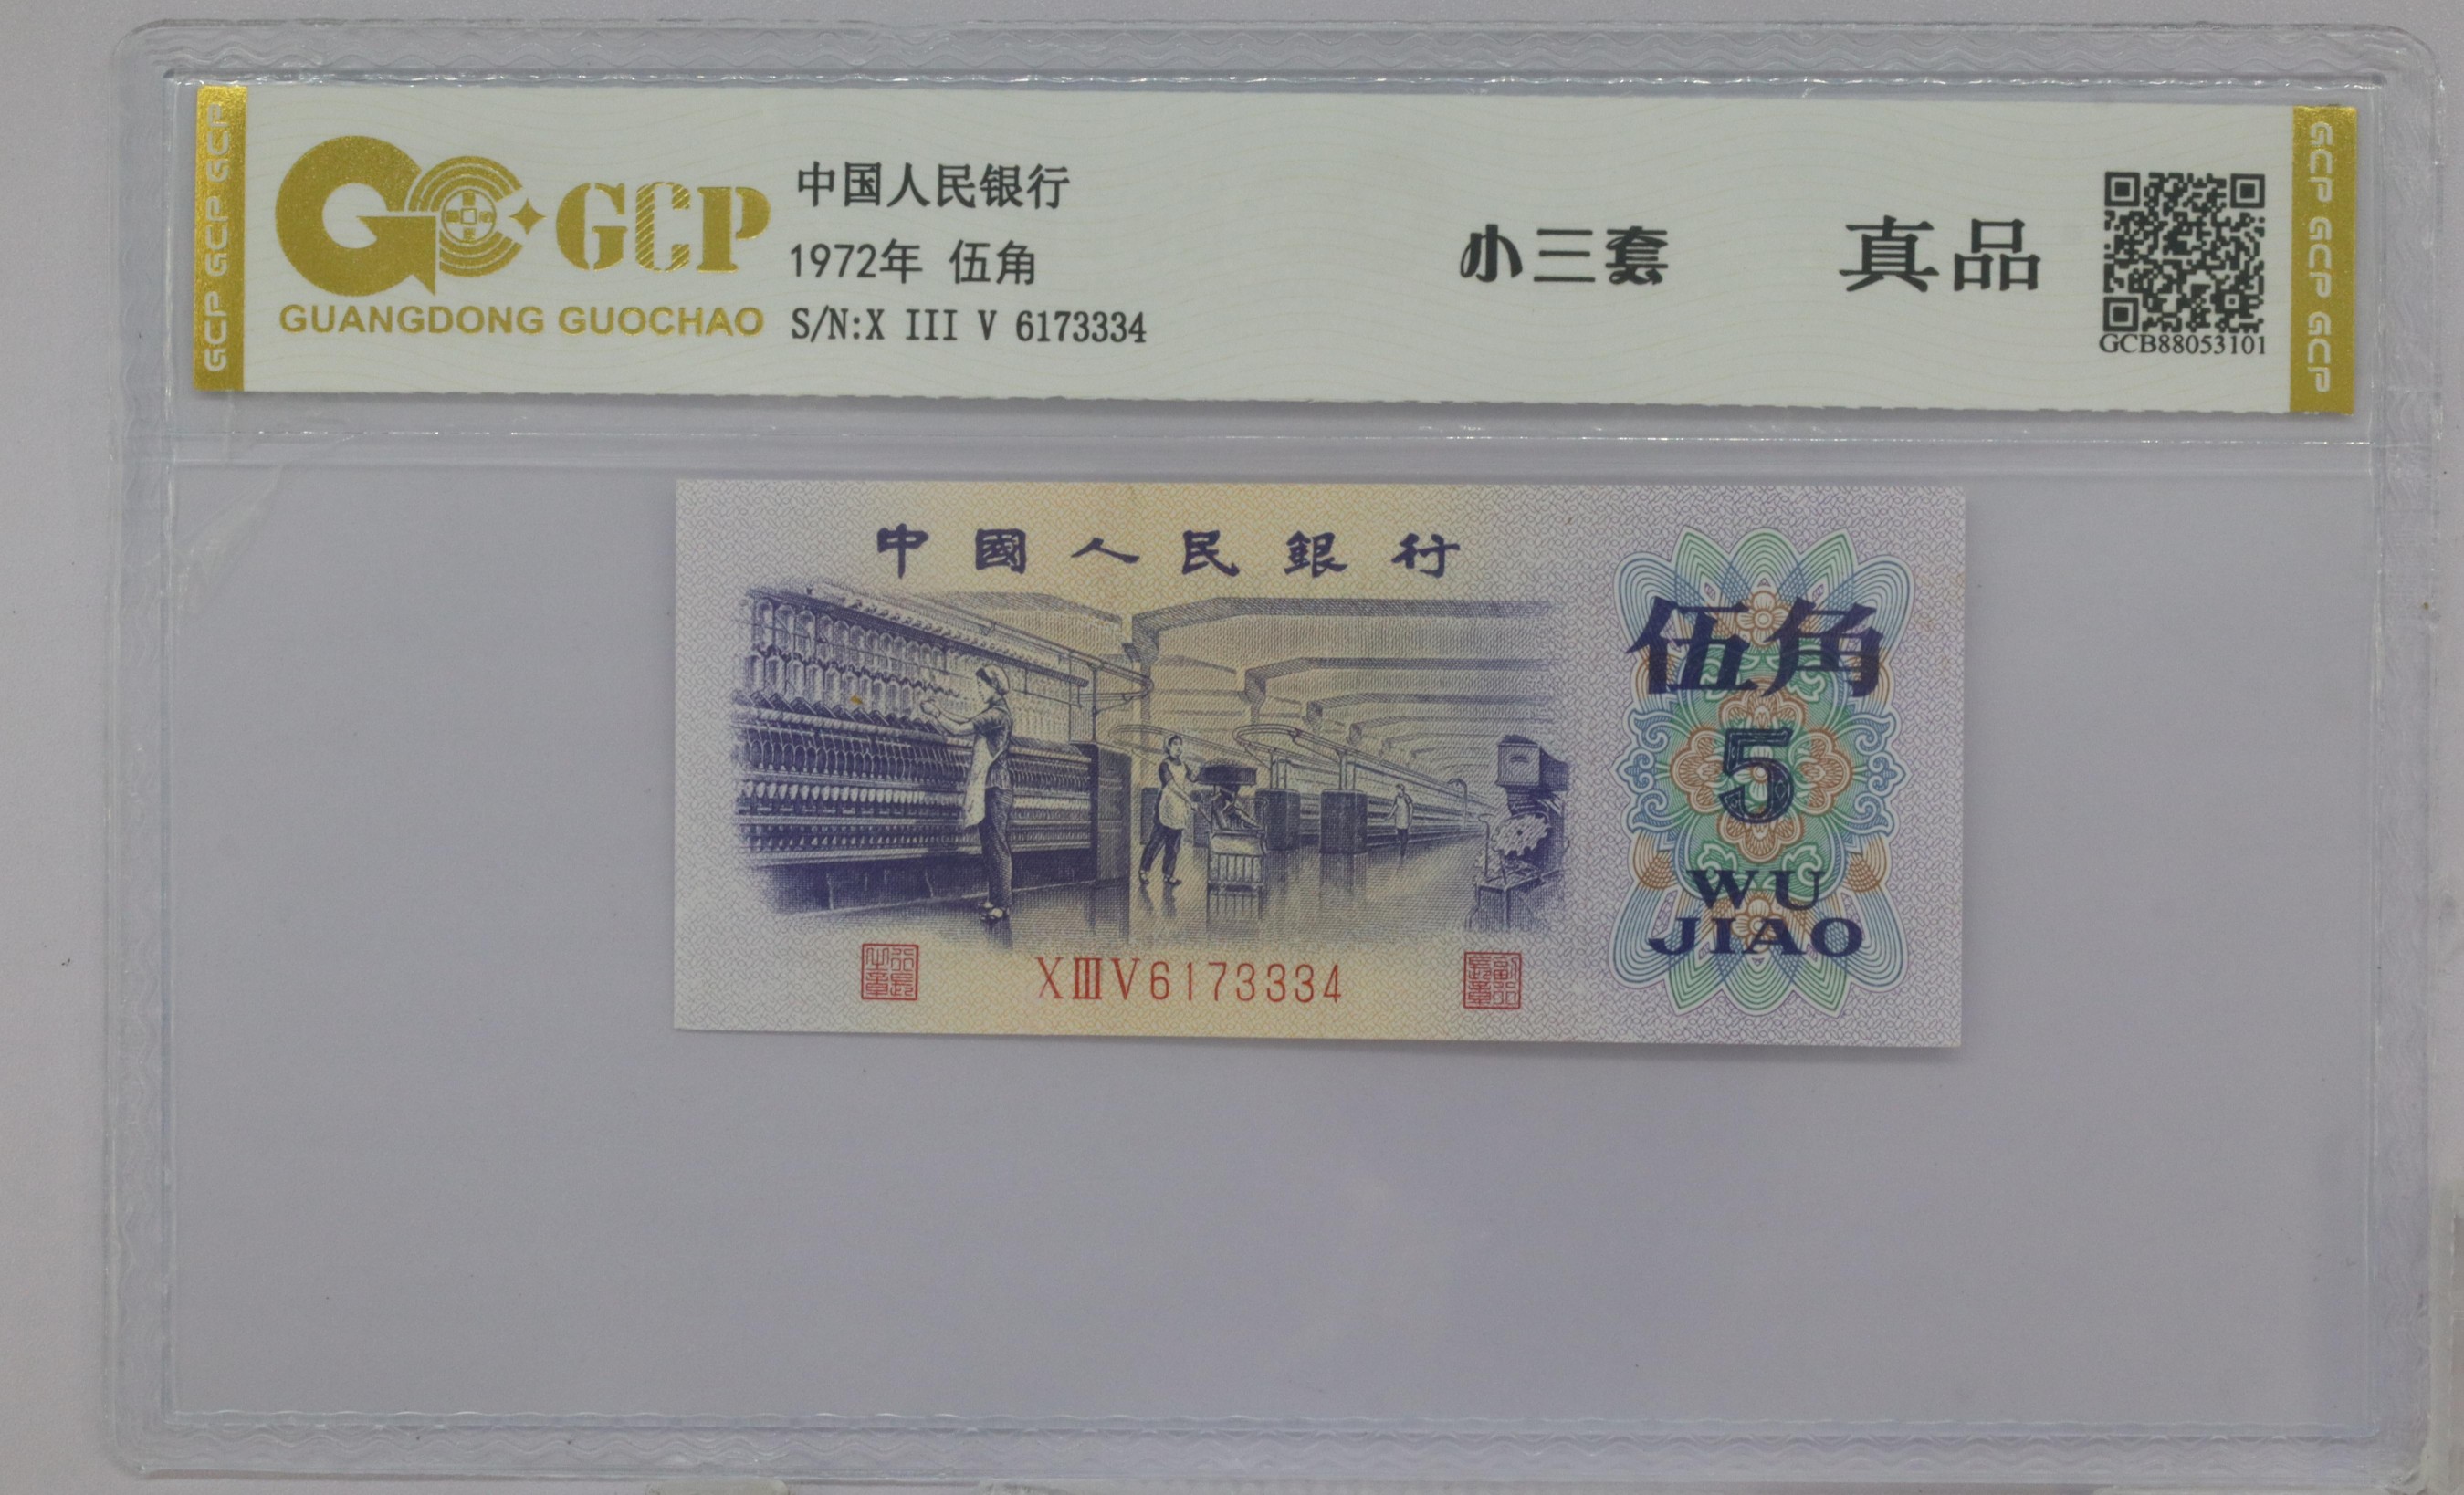 GCP GCP GCP
GCP
GUANGDONG GUOCHAO
中国人民银行
1972年 伍角
S/N:X III V 6173334
小三套
真品
GCB88053101
GCP GCP GCP
中國人民銀行
伍角
5
WU
JIAO
XⅢV6173334